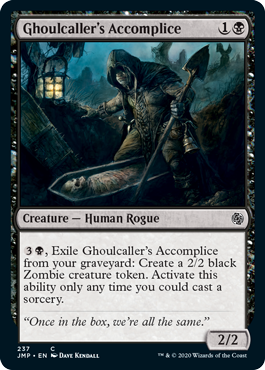 Ghoulcaller's Accomplice 1
Creature — Human Rogue
3, Exile Ghoulcaller's Accomplice
from your graveyard: Create a 2/2 black
Zombie creature token. Activate this
ability only any time you could cast a
sorcery.
"Once in the box, we're all the same."
2/2
237 C
JMP • EN Dave Kendall
™ & © 2020 Wizards of the Coast